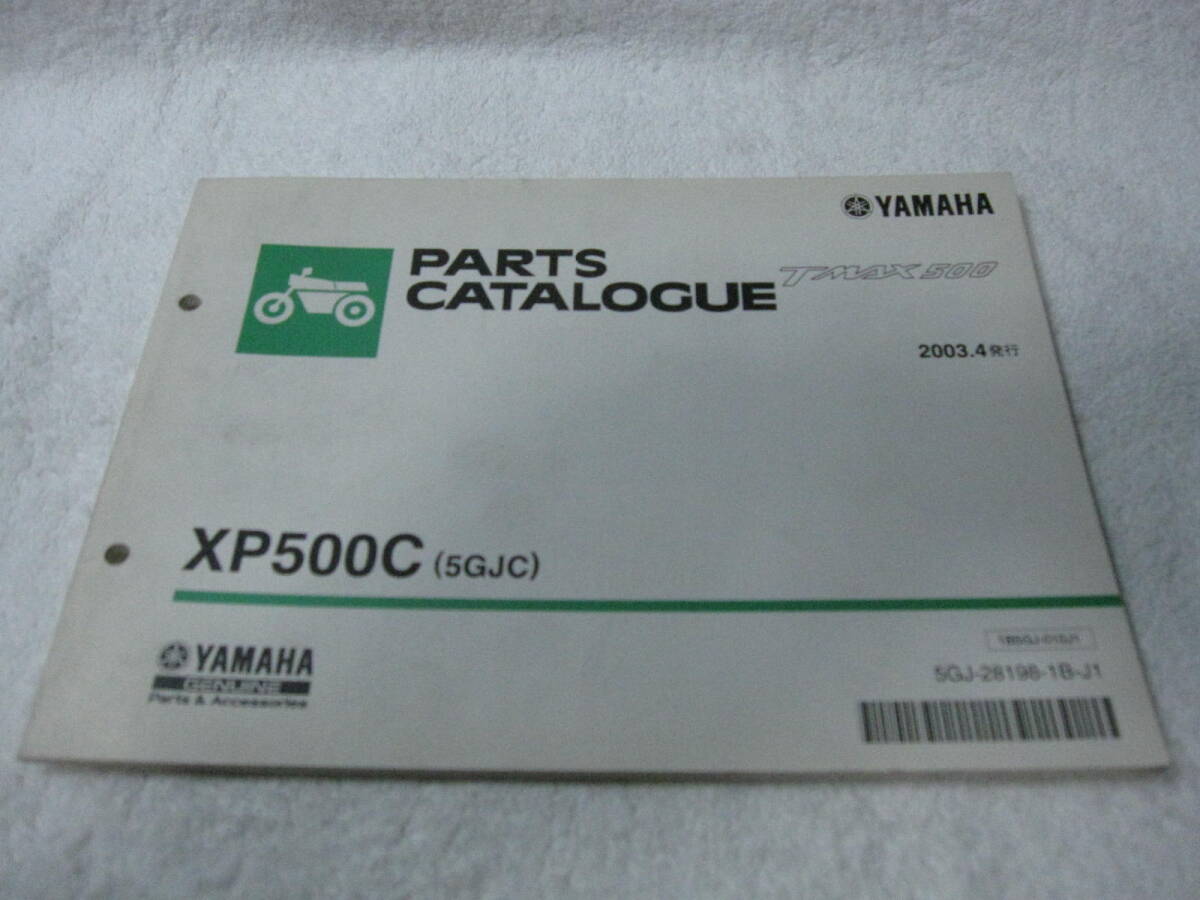 YAMAHA
PARTS
CATALOGUE
TMAX 500
2003.4発行
XP500C (5GJC)
YAMAHA
GENUINE
Parts & Accessories
5GJ-28198-1B-J1